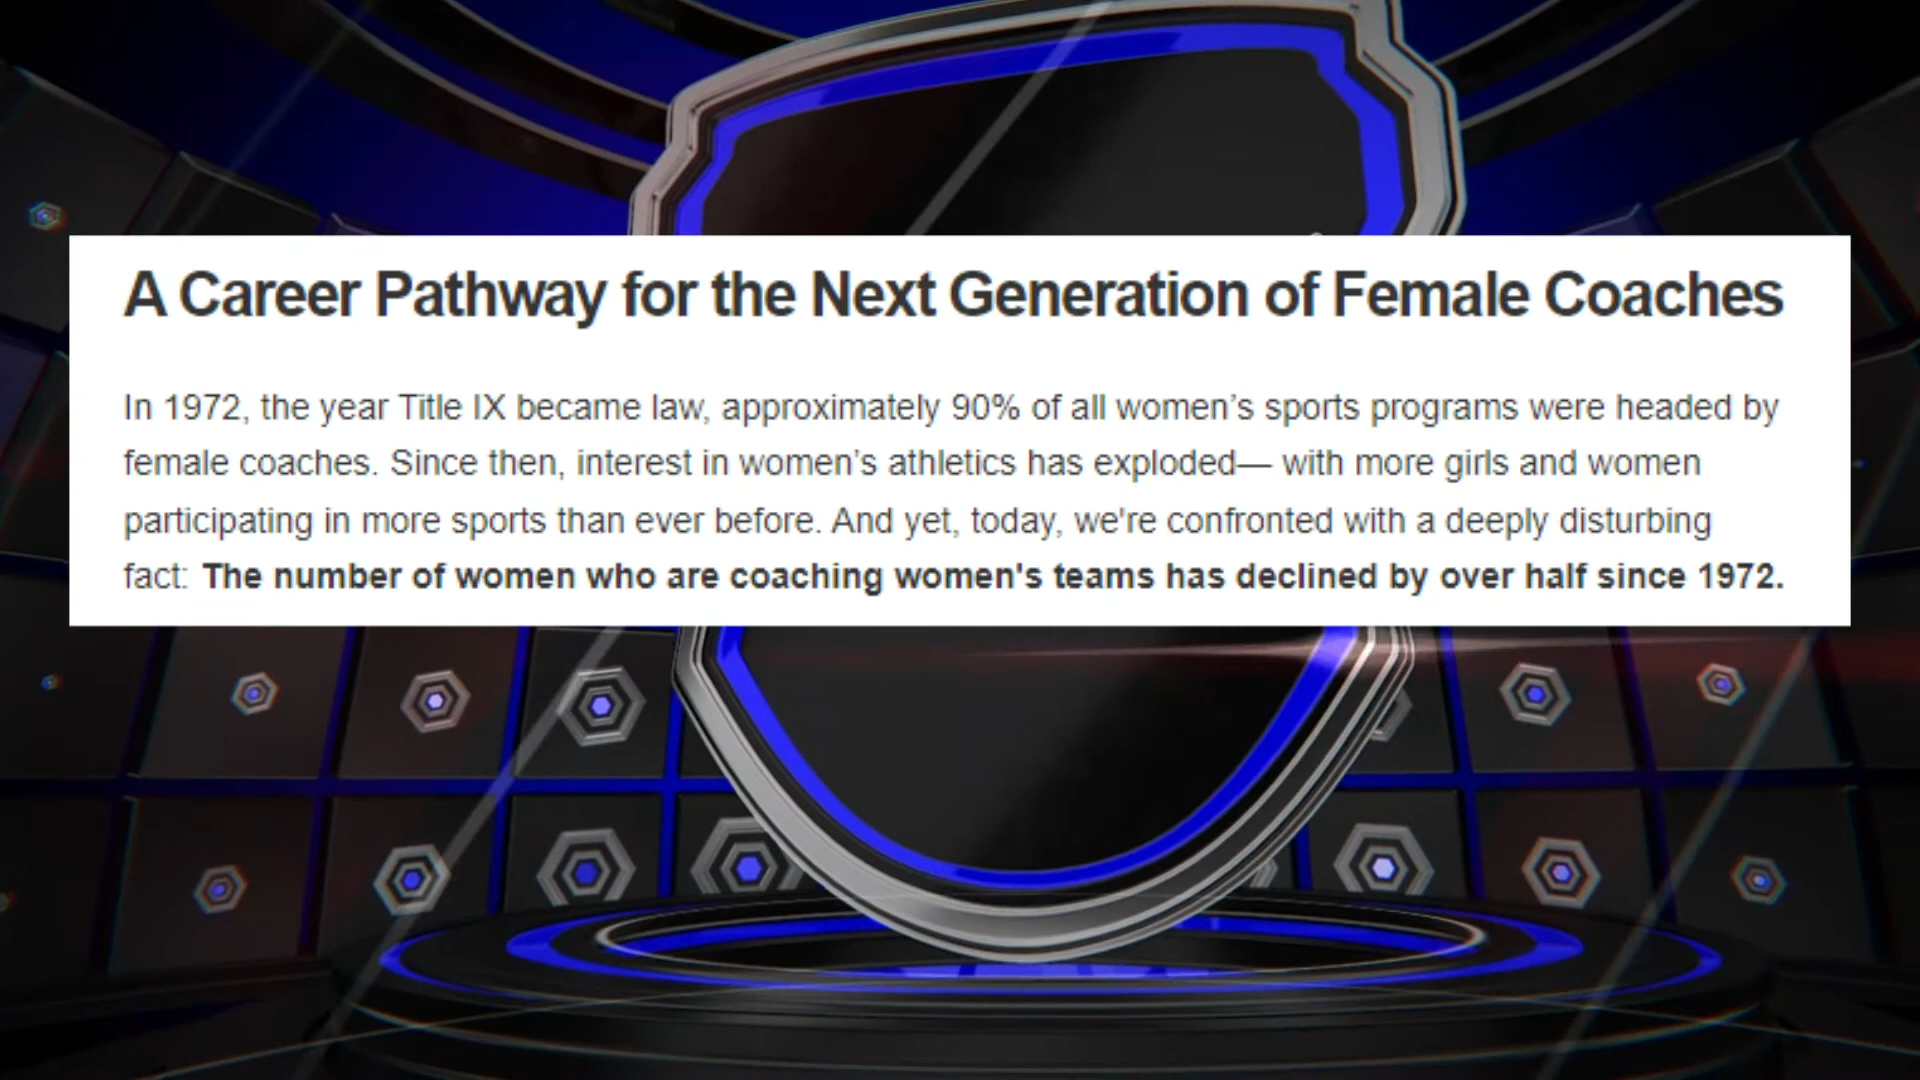 A Career Pathway for the Next Generation of Female Coaches
In 1972, the year Title IX became law, approximately 90% of all women’s sports programs were headed by
female coaches. Since then, interest in women’s athletics has exploded— with more girls and women
participating in more sports than ever before. And yet, today, we're confronted with a deeply disturbing
fact: The number of women who are coaching women's teams has declined by over half since 1972.